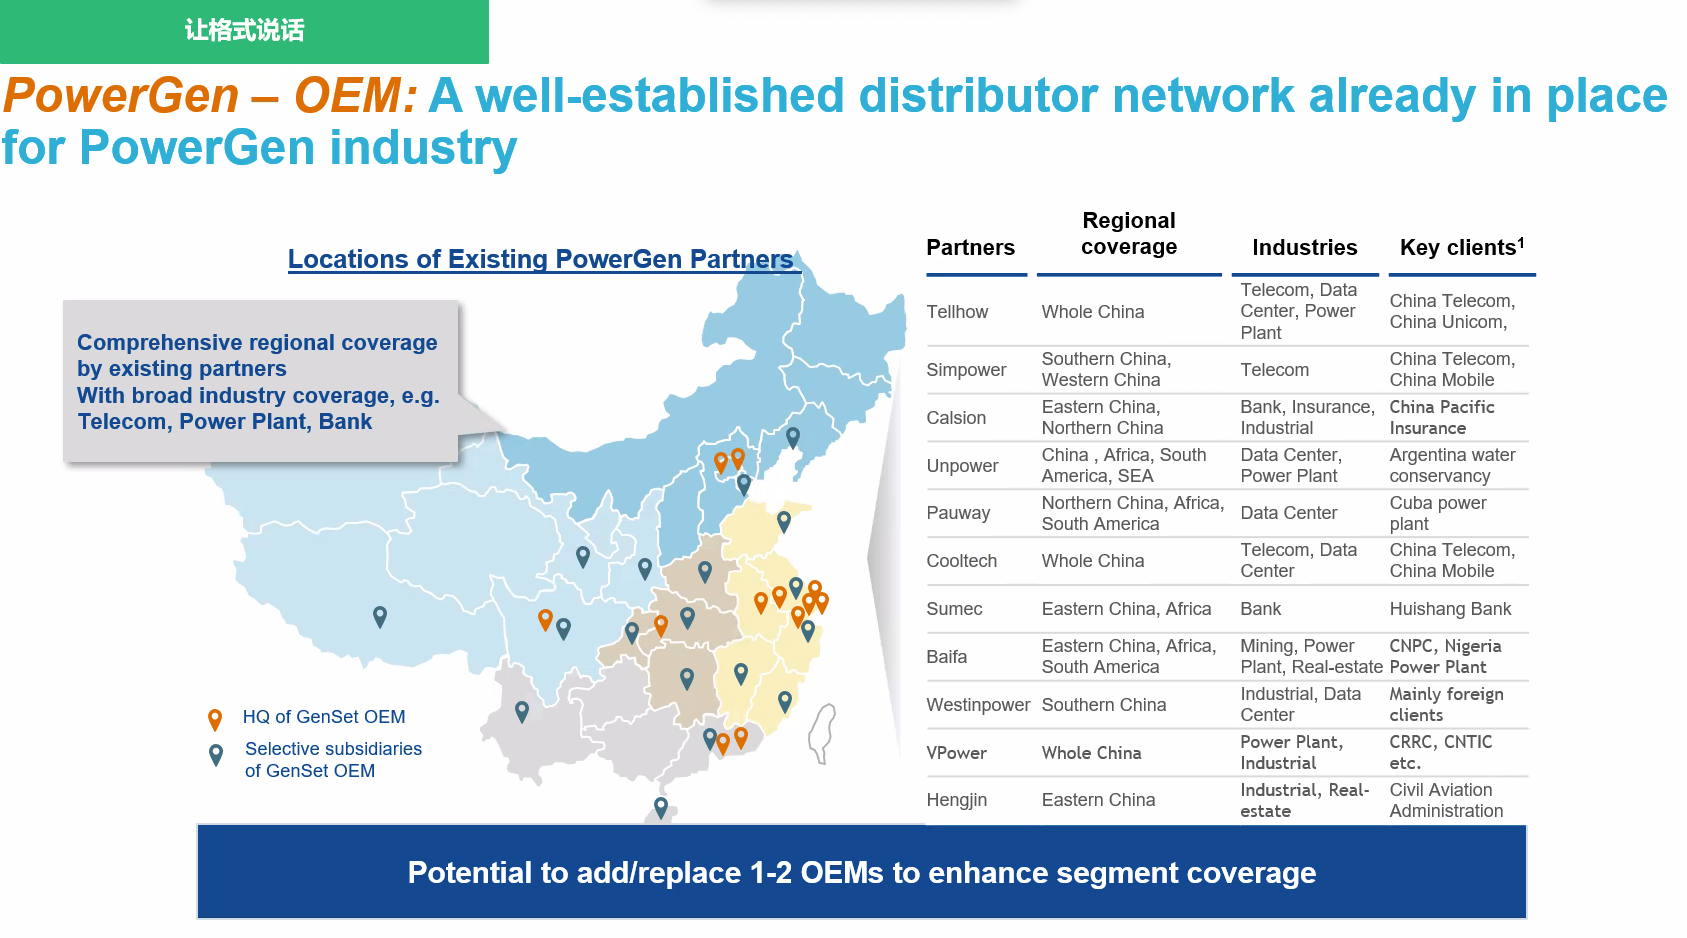 让格式说话
PowerGen – OEM: A well-established distributor network already in place
for PowerGen industry
Locations of Existing PowerGen Partners
Comprehensive regional coverage
by existing partners
With broad industry coverage, e.g.
Telecom, Power Plant, Bank
HQ of GenSet OEM
Selective subsidiaries
of GenSet OEM
Partners
Regional
coverage
Industries
Key clients¹
Tellhow
Whole China
Telecom, Data
Center, Power
Plant
China Telecom,
China Unicom,
Simpower
Southern China,
Western China
Telecom
China Telecom,
China Mobile
Calsion
Eastern China,
Northern China
Bank, Insurance,
Industrial
China Pacific
Insurance
Unpower
China , Africa, South
America, SEA
Data Center,
Power Plant
Argentina water
conservancy
Pauway
Northern China, Africa,
South America
Data Center
Cuba power
plant
Cooltech
Whole China
Telecom, Data
Center
China Telecom,
China Mobile
Sumec
Eastern China, Africa
Bank
Huishang Bank
Baifa
Eastern China, Africa,
South America
Mining, Power
Plant, Real-estate
CNPC, Nigeria
Power Plant
Westinpower
Southern China
Industrial, Data
Center
Mainly foreign
clients
VPower
Whole China
Power Plant,
Industrial
CRRC, CNTIC
etc.
Hengjin
Eastern China
Industrial, Real-
estate
Civil Aviation
Administration
Potential to add/replace 1-2 OEMs to enhance segment coverage